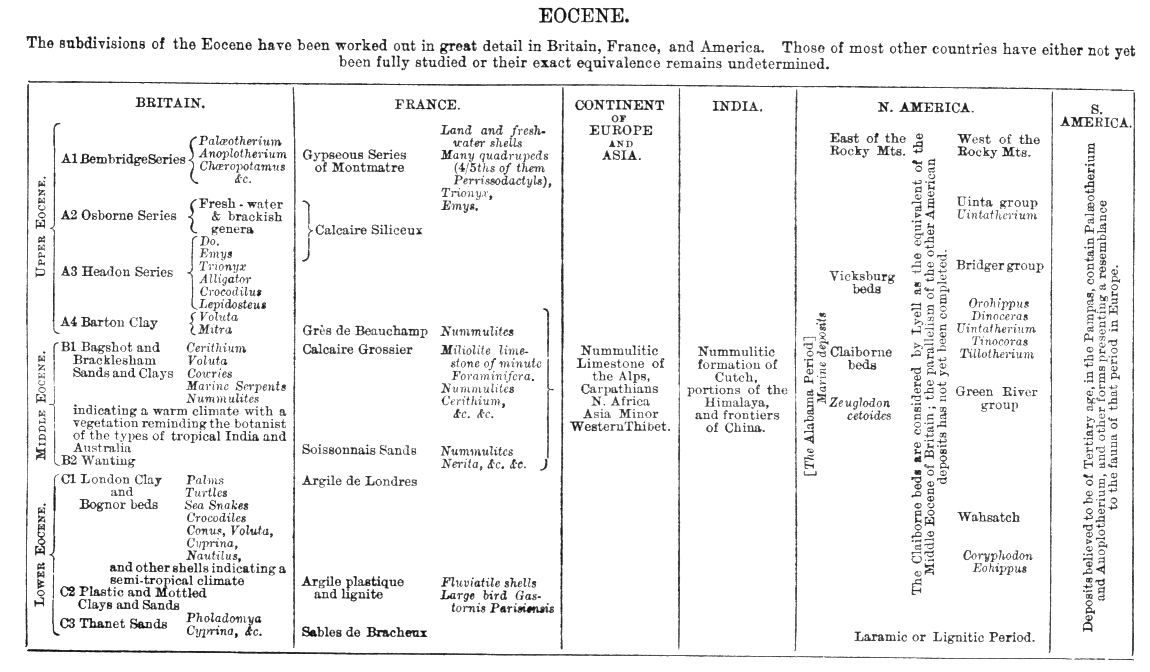 EOCENE.
The subdivisions of the Eocene have been worked out in great detail in Britain, France, and America. Those of most other countries have either not yet
been fully studied or their exact equivalence remains undetermined.
BRITAIN.
UPPER EOCENE.
A1 Bembridge Series
Palæotherium
Anoplotherium
Chæropotamus
&c.
A2 Osborne Series
Fresh-water
& brackish
genera
A3 Headon Series
Do.
Emys
Trionyx
Alligator
Crocodilus
Lepidosteus
A4 Barton Clay
Voluta
Mitra
MIDDLE EOCENE.
B1 Bagshot and
Bracklesham
Sands and Clays
Cerithium
Voluta
Cowries
Marine Serpents
Nummulites
indicating a warm climate with a
vegetation reminding the botanist
of the types of tropical India and
Australia
B2 Wanting
LOWER EOCENE.
C1 London Clay
and
Bognor beds
Palms
Turtles
Sea Snakes
Crocodiles
Conus, Voluta,
Cyprina,
Nautilus,
and other shells indicating a
semi-tropical climate
C2 Plastic and Mottled
Clays and Sands
C3 Thanet Sands
Pholadomya
Cyprina, &c.
FRANCE.
Gypseous Series
of Montmatre
Land and fresh-
water shells
Many quadrupeds
(4/5ths of them
Perrissodactyls),
Trionyx,
Emys.
Calcaire Siliceux
Grès de Beauchamp
Nummulites
Calcaire Grossier
Miliolite lime-
stone of minute
Foraminifera.
Nummulites
Cerithium,
&c. &c.
Soissonnais Sands
Nummulites
Nerita, &c. &c.
Argile de Londres
Argile plastique
and lignite
Fluviatile shells
Large bird Gas-
tornis Parisiensis
Sables de Bracheux
CONTINENT
OF
EUROPE
AND
ASIA.
Nummulitic
Limestone of
the Alps,
Carpathians
N. Africa
Asia Minor
Western Thibet.
INDIA.
Nummulitic
formation of
Cutch,
portions of the
Himalaya,
and frontiers
of China.
N. AMERICA.
East of the
Rocky Mts.
Vicksburg
beds
Claiborne
beds
Zeuglodon
cetoides
[The Alabama Period]
Marine deposits
The Claiborne beds are considered by Lyell as the equivalent of the
Middle Eocene of Britain; the parallelism of the other American
deposits has not yet been completed.
West of the
Rocky Mts.
Uinta group
Uintatherium
Bridger group
Orohippus
Dinoceras
Uintatherium
Tinoceras
Tillotherium
Green River
group
Wahsatch
Coryphodon
Eohippus
Laramic or Lignitic Period.
S.
AMERICA.
Deposits believed to be of Tertiary age, in the Pampas, contain Palæotherium
and Anoplotherium, and other forms presenting a resemblance
to the fauna of that period in Europe.